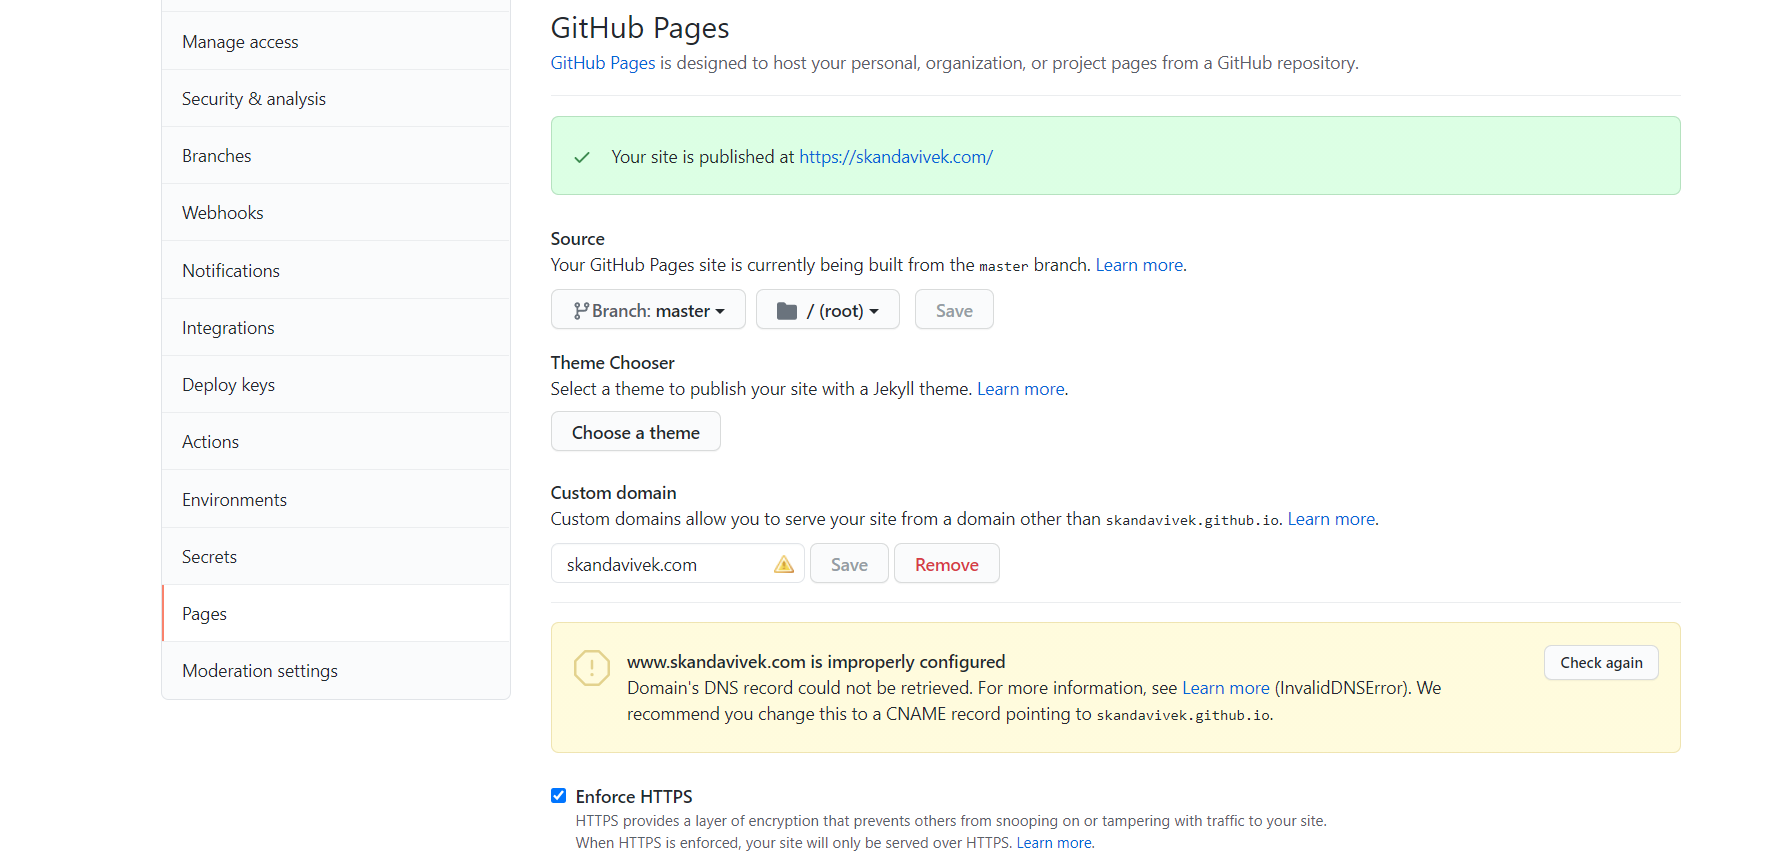 Manage access
Security & analysis
Branches
Webhooks
Notifications
Integrations
Deploy keys
Actions
Environments
Secrets
Pages
Moderation settings
GitHub Pages
GitHub Pages is designed to host your personal, organization, or project pages from a GitHub repository.
Your site is published at https://skandavivek.com/
Source
Your GitHub Pages site is currently being built from the master branch. Learn more.
Branch: master
/ (root)
Save
Theme Chooser
Select a theme to publish your site with a Jekyll theme. Learn more.
Choose a theme
Custom domain
Custom domains allow you to serve your site from a domain other than skandavivek.github.io. Learn more.
skandavivek.com
Save
Remove
www.skandavivek.com is improperly configured
Check again
Domain's DNS record could not be retrieved. For more information, see Learn more (InvalidDNSError). We
recommend you change this to a CNAME record pointing to skandavivek.github.io.
Enforce HTTPS
HTTPS provides a layer of encryption that prevents others from snooping on or tampering with traffic to your site.
When HTTPS is enforced, your site will only be served over HTTPS. Learn more.